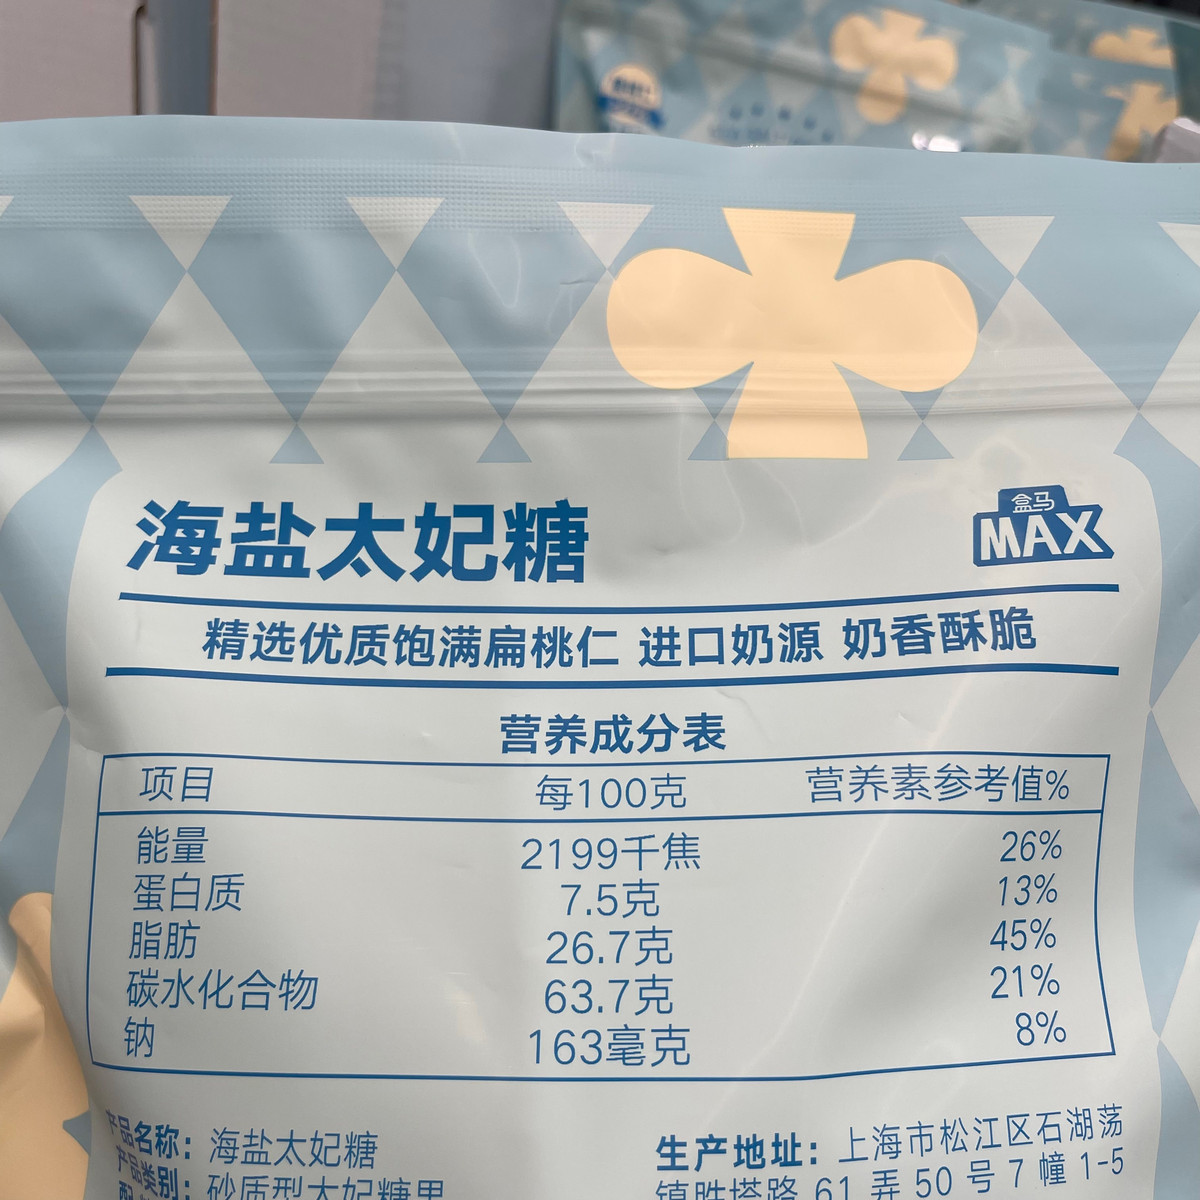 海盐太妃糖
盒马
MAX
精选优质饱满扁桃仁 进口奶源 奶香酥脆
营养成分表
项目 每100克 营养素参考值%
能量 2199千焦 26%
蛋白质 7.5克 13%
脂肪 26.7克 45%
碳水化合物 63.7克 21%
钠 163毫克 8%
产品名称：海盐太妃糖
产品类别：砂质型太妃糖果
生产地址：上海市松江区石湖荡
镇胜塔路 61 弄 50 号 7 幢 1-5